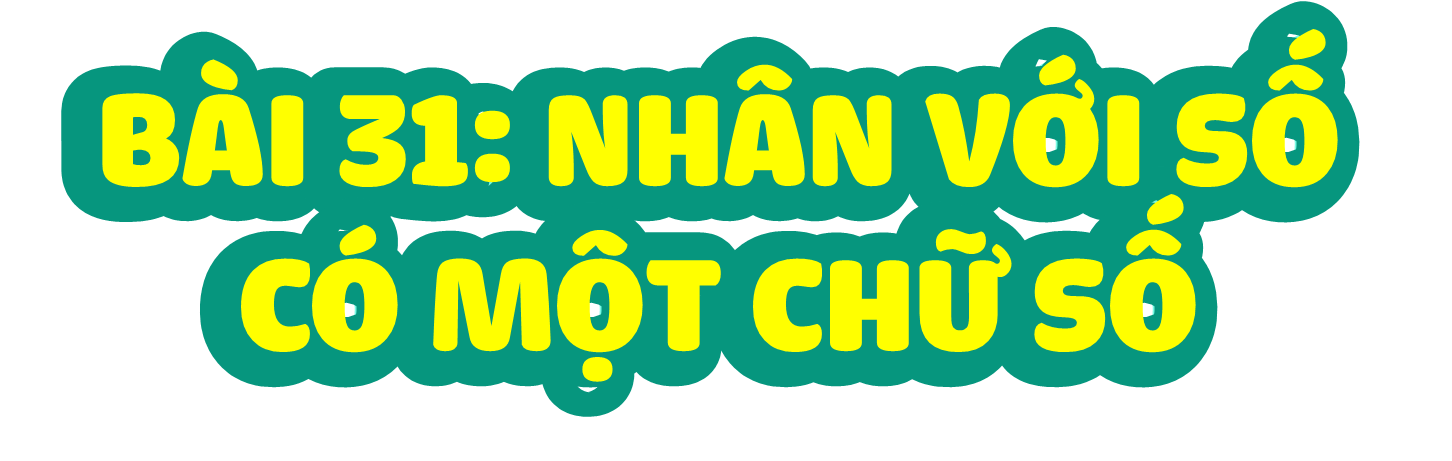 BÀI 31: NHÂN VỚI SỐ
CÓ MỘT CHỮ SỐ